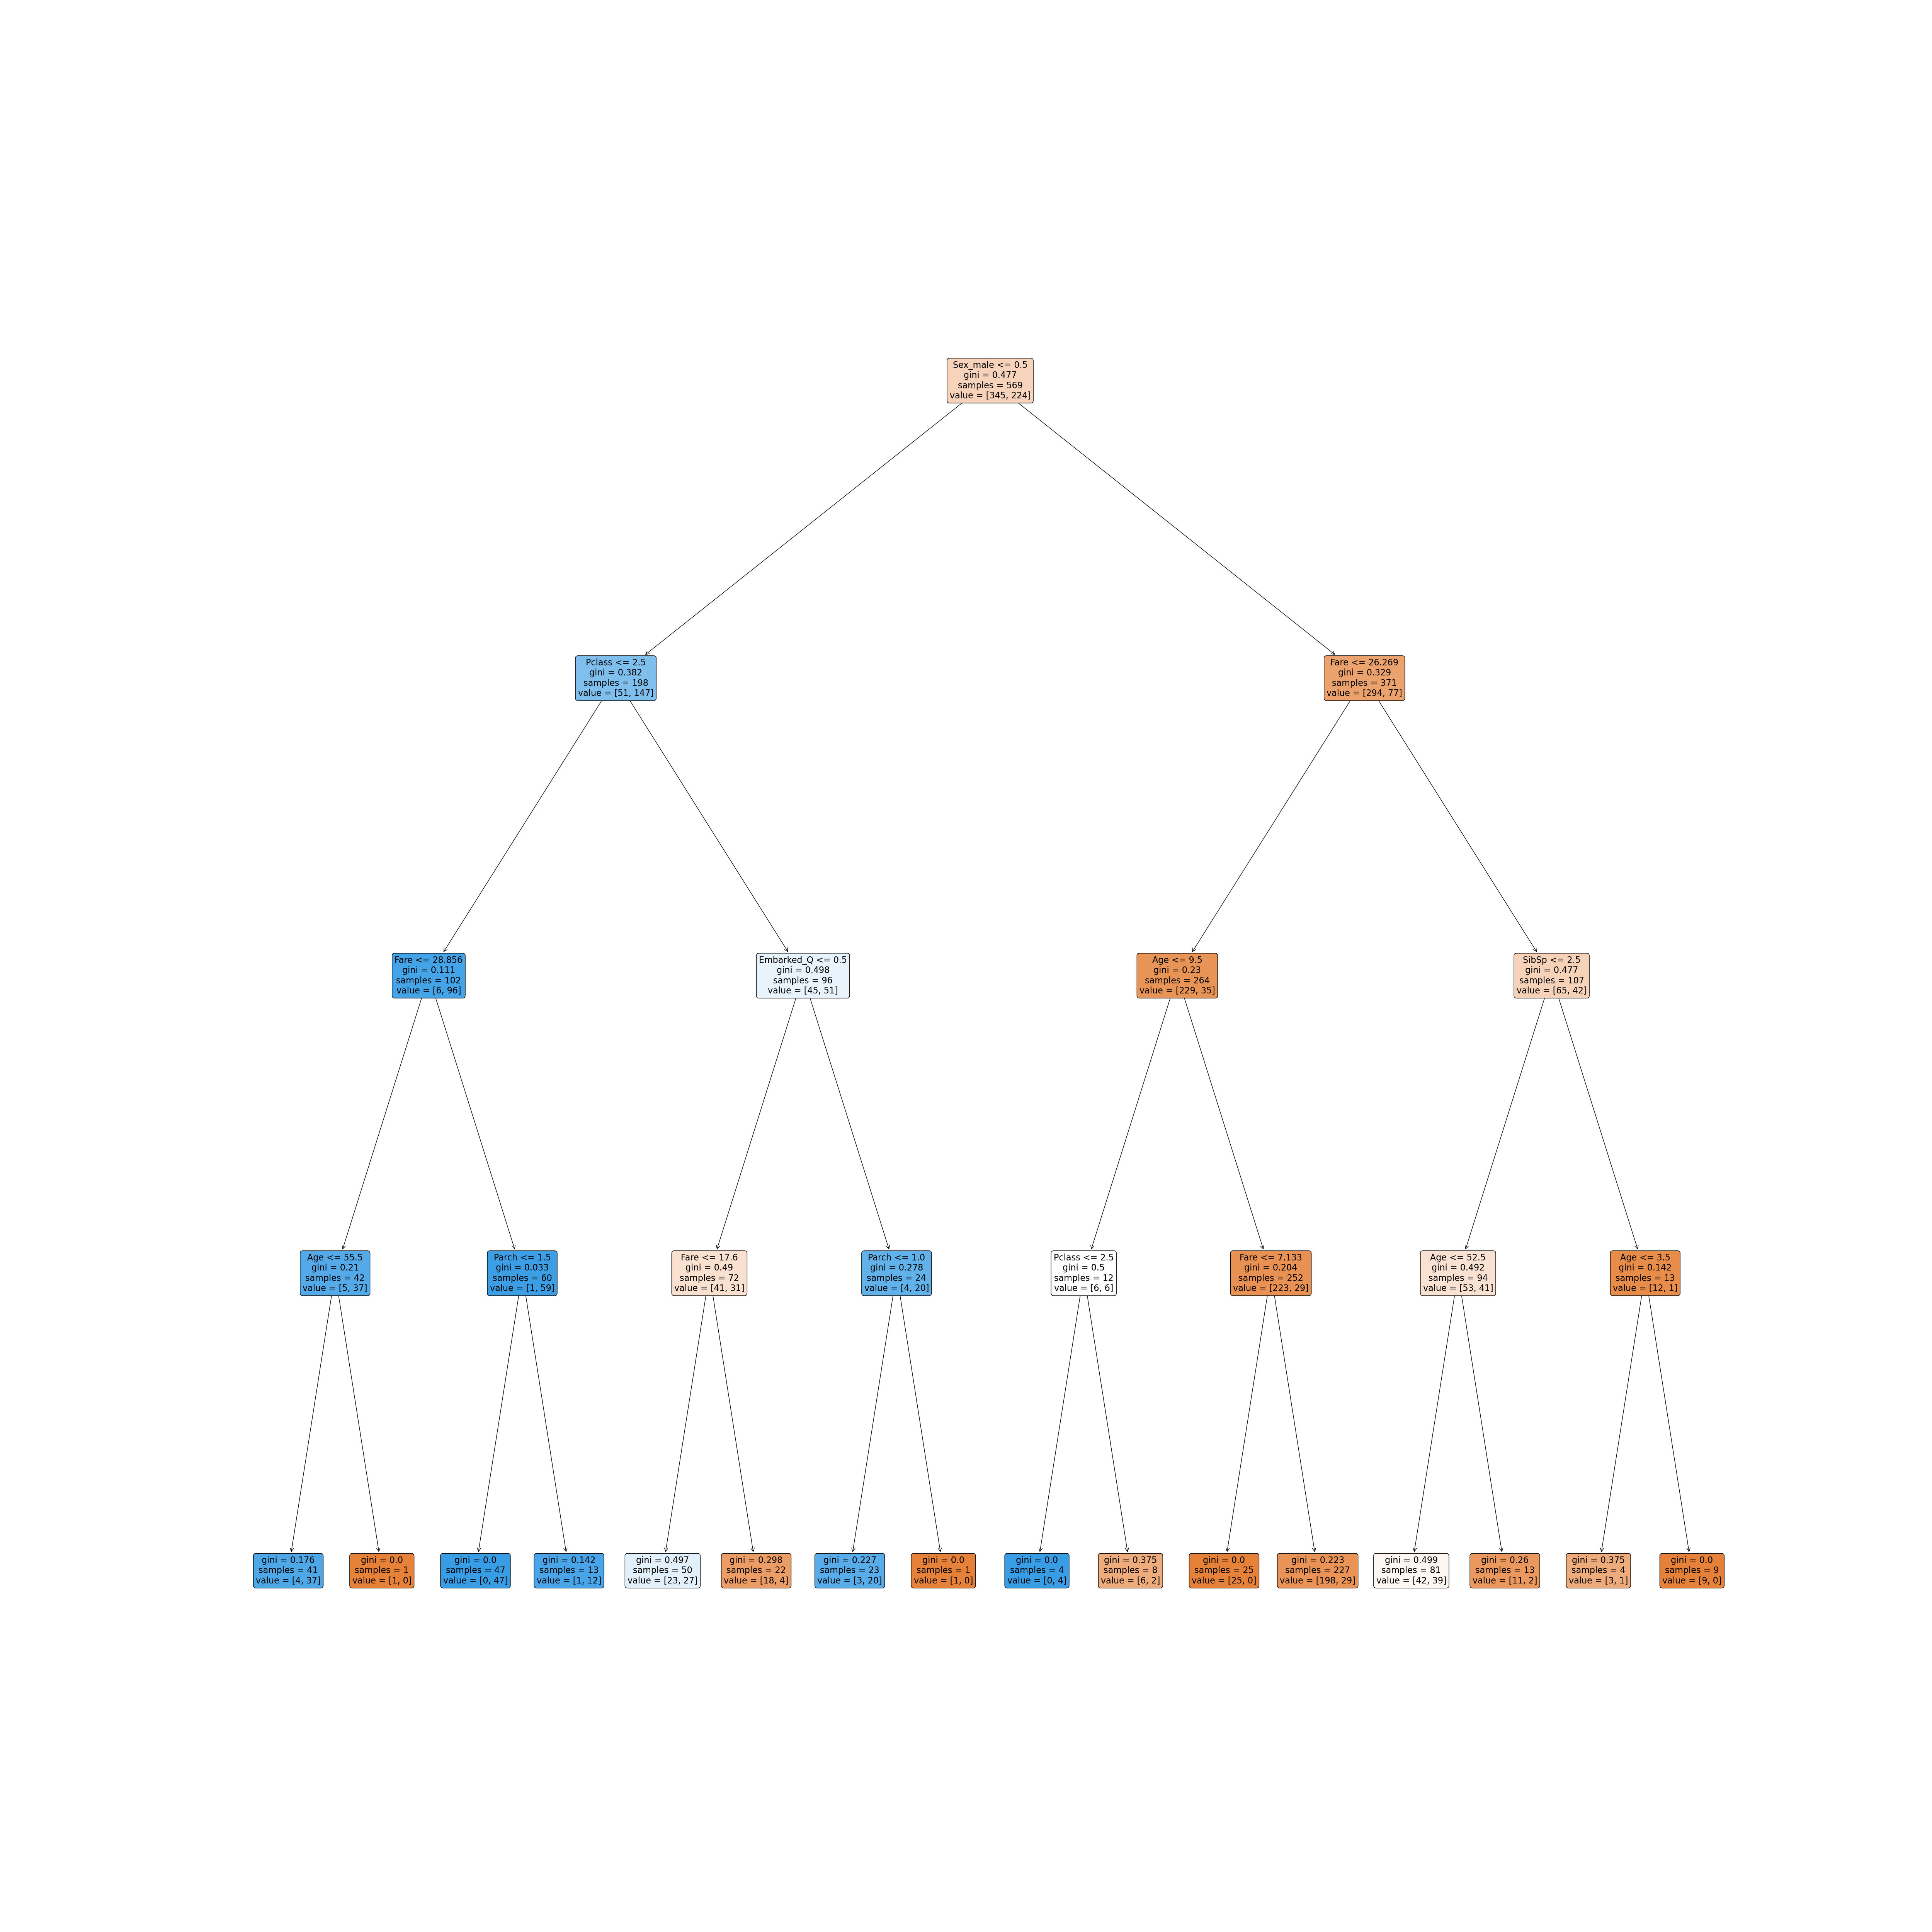 Sex_male <= 0.5
gini = 0.477
samples = 569
value = [345, 224]
Pclass <= 2.5
gini = 0.382
samples = 198
value = [51, 147]
Fare <= 26.269
gini = 0.329
samples = 371
value = [294, 77]
Fare <= 28.856
gini = 0.111
samples = 102
value = [6, 96]
Embarked_Q <= 0.5
gini = 0.498
samples = 96
value = [45, 51]
Age <= 9.5
gini = 0.23
samples = 264
value = [229, 35]
SibSp <= 2.5
gini = 0.477
samples = 107
value = [65, 42]
Age <= 55.5
gini = 0.21
samples = 42
value = [5, 37]
Parch <= 1.5
gini = 0.033
samples = 60
value = [1, 59]
Fare <= 17.6
gini = 0.49
samples = 72
value = [41, 31]
Parch <= 1.0
gini = 0.278
samples = 24
value = [4, 20]
Pclass <= 2.5
gini = 0.5
samples = 12
value = [6, 6]
Fare <= 7.133
gini = 0.204
samples = 252
value = [223, 29]
Age <= 52.5
gini = 0.492
samples = 94
value = [53, 41]
Age <= 3.5
gini = 0.142
samples = 13
value = [12, 1]
gini = 0.176
samples = 41
value = [4, 37]
gini = 0.0
samples = 1
value = [1, 0]
gini = 0.0
samples = 47
value = [0, 47]
gini = 0.142
samples = 13
value = [1, 12]
gini = 0.497
samples = 50
value = [23, 27]
gini = 0.298
samples = 22
value = [18, 4]
gini = 0.227
samples = 23
value = [3, 20]
gini = 0.0
samples = 1
value = [1, 0]
gini = 0.0
samples = 4
value = [0, 4]
gini = 0.375
samples = 8
value = [6, 2]
gini = 0.0
samples = 25
value = [25, 0]
gini = 0.223
samples = 227
value = [198, 29]
gini = 0.499
samples = 81
value = [42, 39]
gini = 0.26
samples = 13
value = [11, 2]
gini = 0.375
samples = 4
value = [3, 1]
gini = 0.0
samples = 9
value = [9, 0]